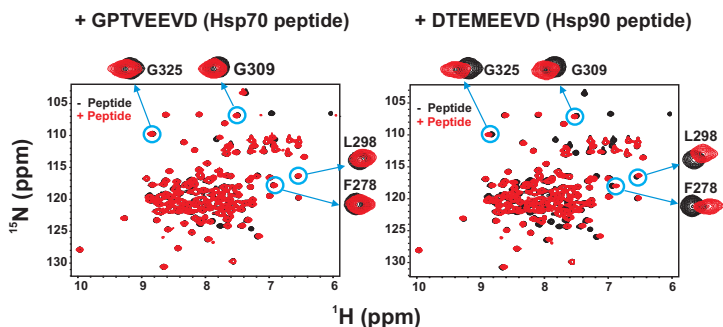 + GPTVEEVD (Hsp70 peptide)
+ DTEMEEVD (Hsp90 peptide)
G325
G309
G325
G309
105
- Peptide
+ Peptide
110
115
120
125
130
L298
F278
105
- Peptide
+ Peptide
110
115
120
125
130
L298
F278
15N (ppm)
10
9
8
7
6
10
9
8
7
6
1H (ppm)